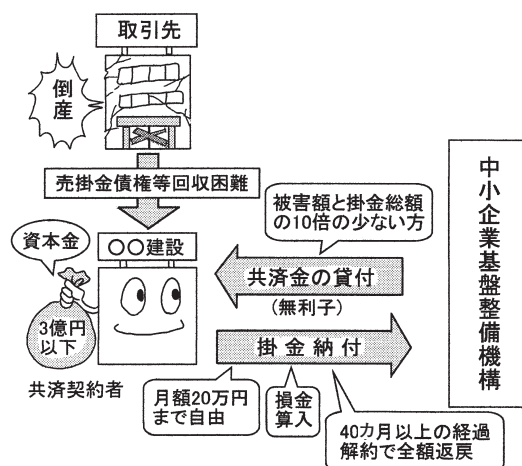 取引先
倒産
売掛金債権等回収困難
資本金
○○建設
3億円
以下
共済契約者
被害額と掛金総額
の10倍の少ない方
共済金の貸付
(無利子)
掛金納付
月額20万円
まで自由
損金
算入
40カ月以上の経過
解約で全額返戻
中小企業基盤整備機構